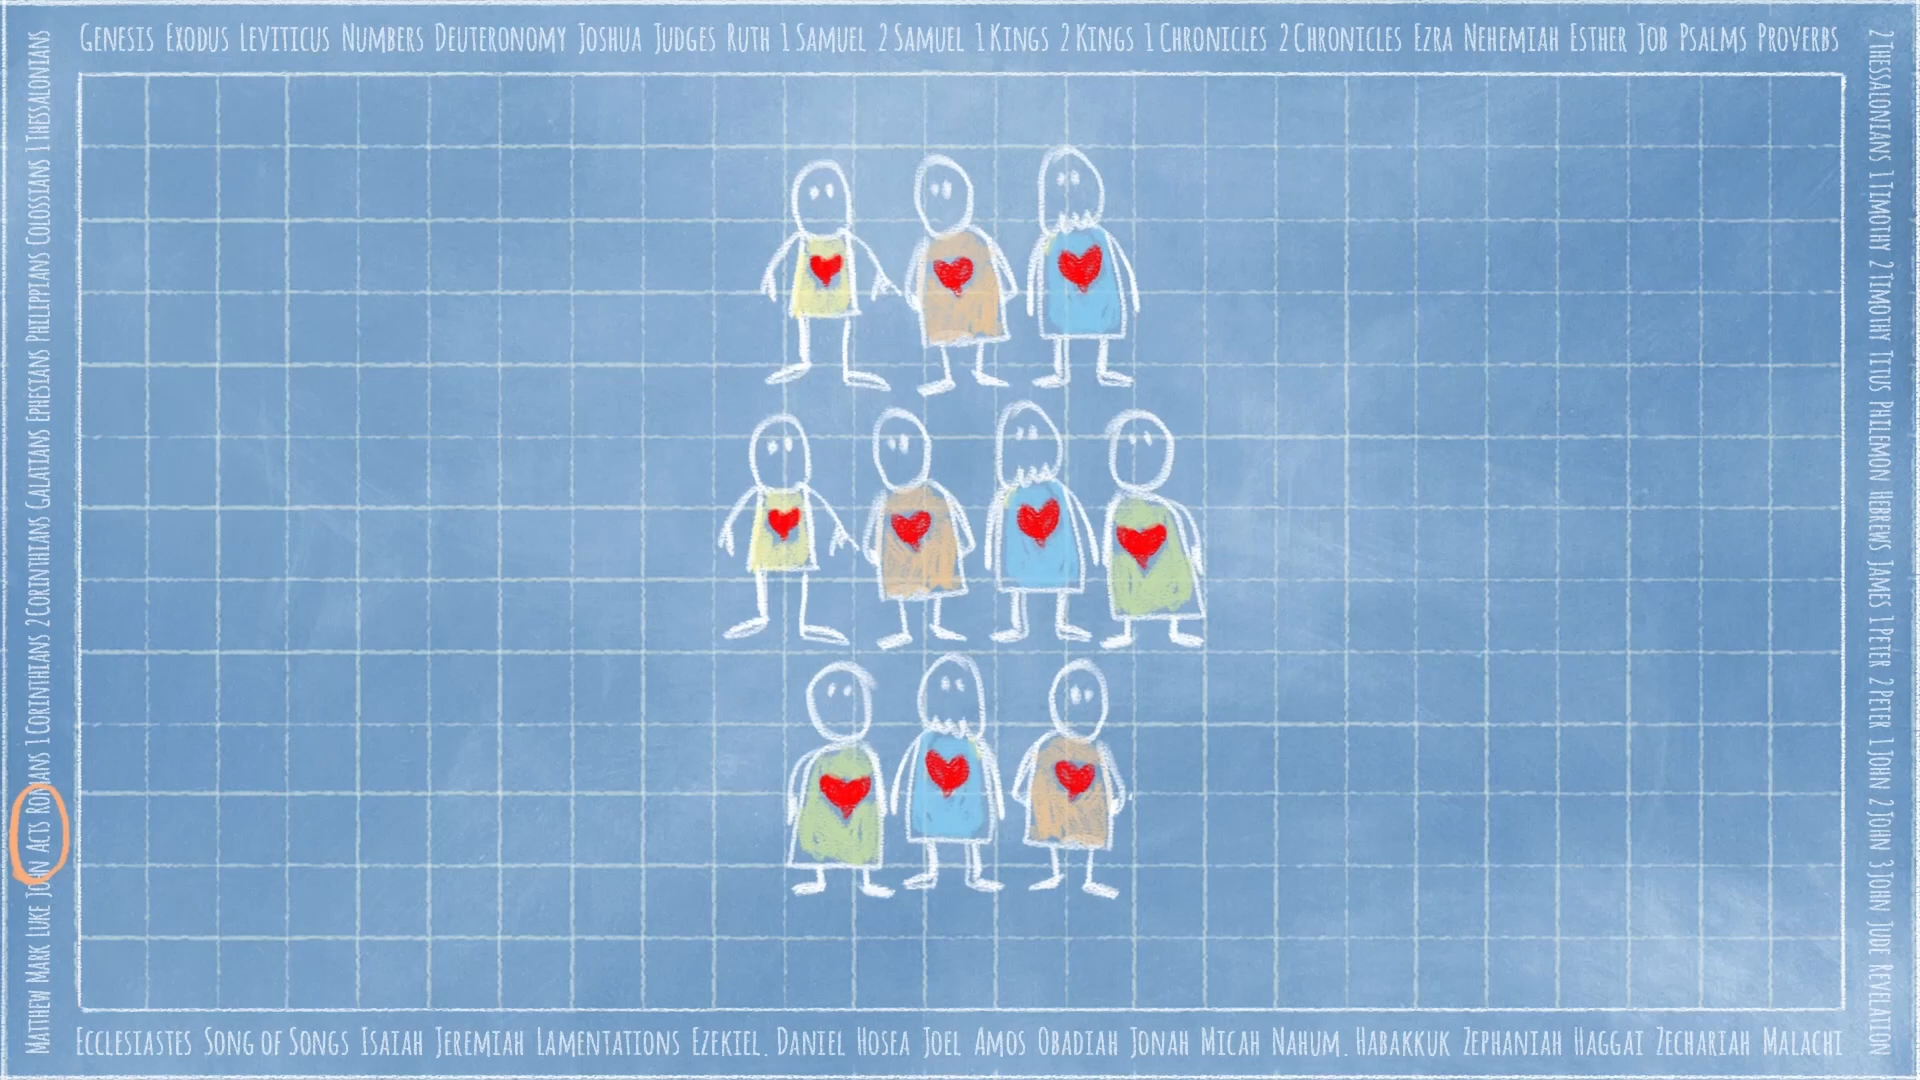 Genesis Exodus Leviticus Numbers Deuteronomy Joshua Judges Ruth 1 Samuel 2 Samuel 1 Kings 2 Kings 1 Chronicles 2 Chronicles Ezra Nehemiah Esther Job Psalms Proverbs
Ecclesiastes Song of Songs Isaiah Jeremiah Lamentations Ezekiel. Daniel Hosea Joel Amos Obadiah Jonah Micah Nahum. Habakkuk Zephaniah Haggai Zechariah Malachi
Matthew Mark Luke John Acts Romans 1 Corinthians 2 Corinthians Galatians Ephesians Philippians Colossians 1 Thessalonians
2 Thessalonians 1 Timothy 2 Timothy Titus Philemon Hebrews James 1 Peter 2 Peter 1 John 2 John 3 John Jude Revelation